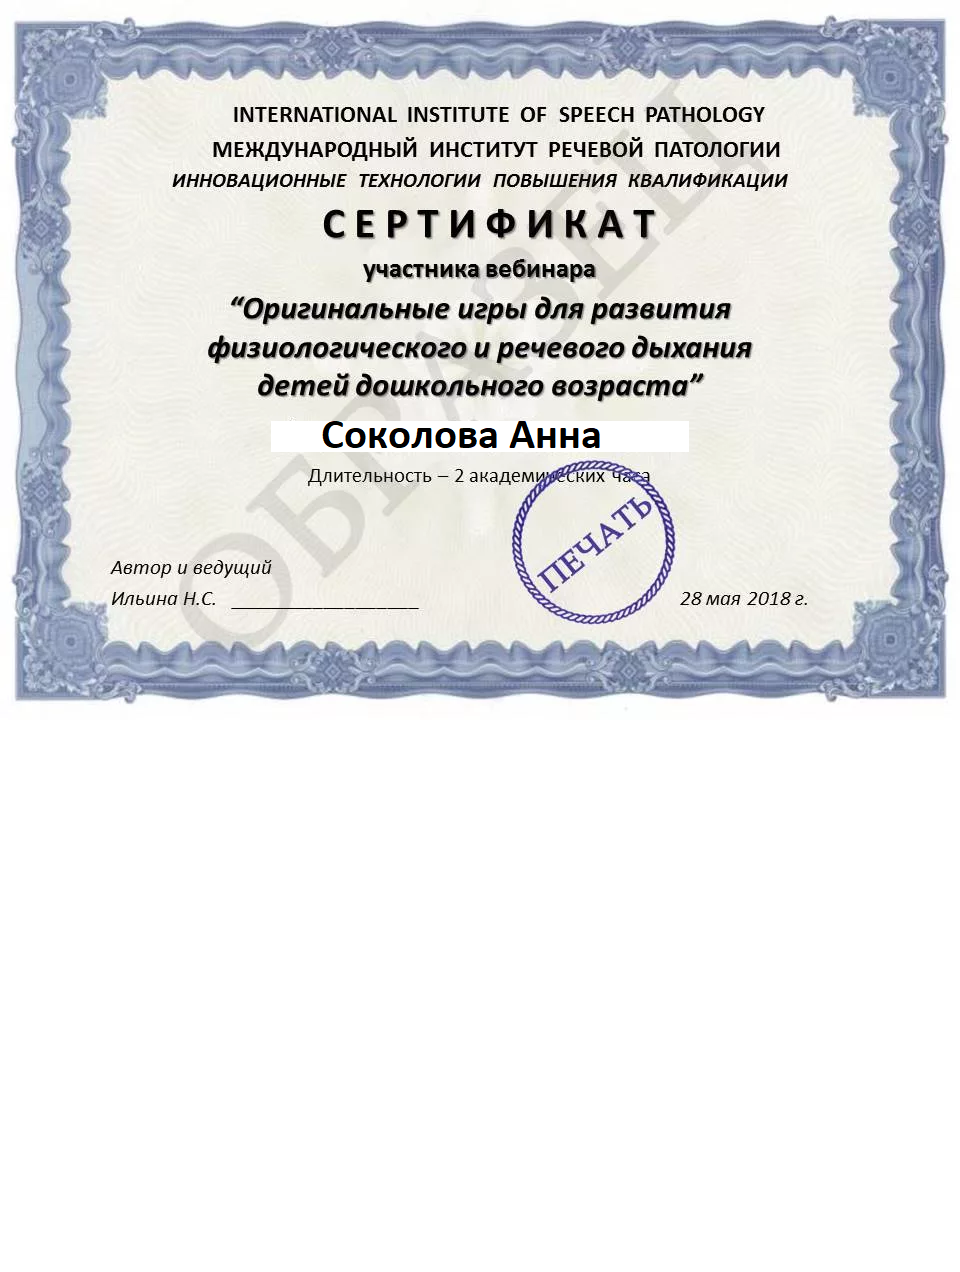 INTERNATIONAL INSTITUTE OF SPEECH PATHOLOGY
МЕЖДУНАРОДНЫЙ ИНСТИТУТ РЕЧЕВОЙ ПАТОЛОГИИ
ИННОВАЦИОННЫЕ ТЕХНОЛОГИИ ПОВЫШЕНИЯ КВАЛИФИКАЦИИ
СЕРТИФИКАТ
участника вебинара
“Оригинальные игры для развития
физиологического и речевого дыхания
детей дошкольного возраста”
Соколова Анна
Длительность – 2 академических часа
ПЕЧАТЬ
Автор и ведущий
Ильина Н.С. __________________ 28 мая 2018 г.
ОБРАЗЕЦ